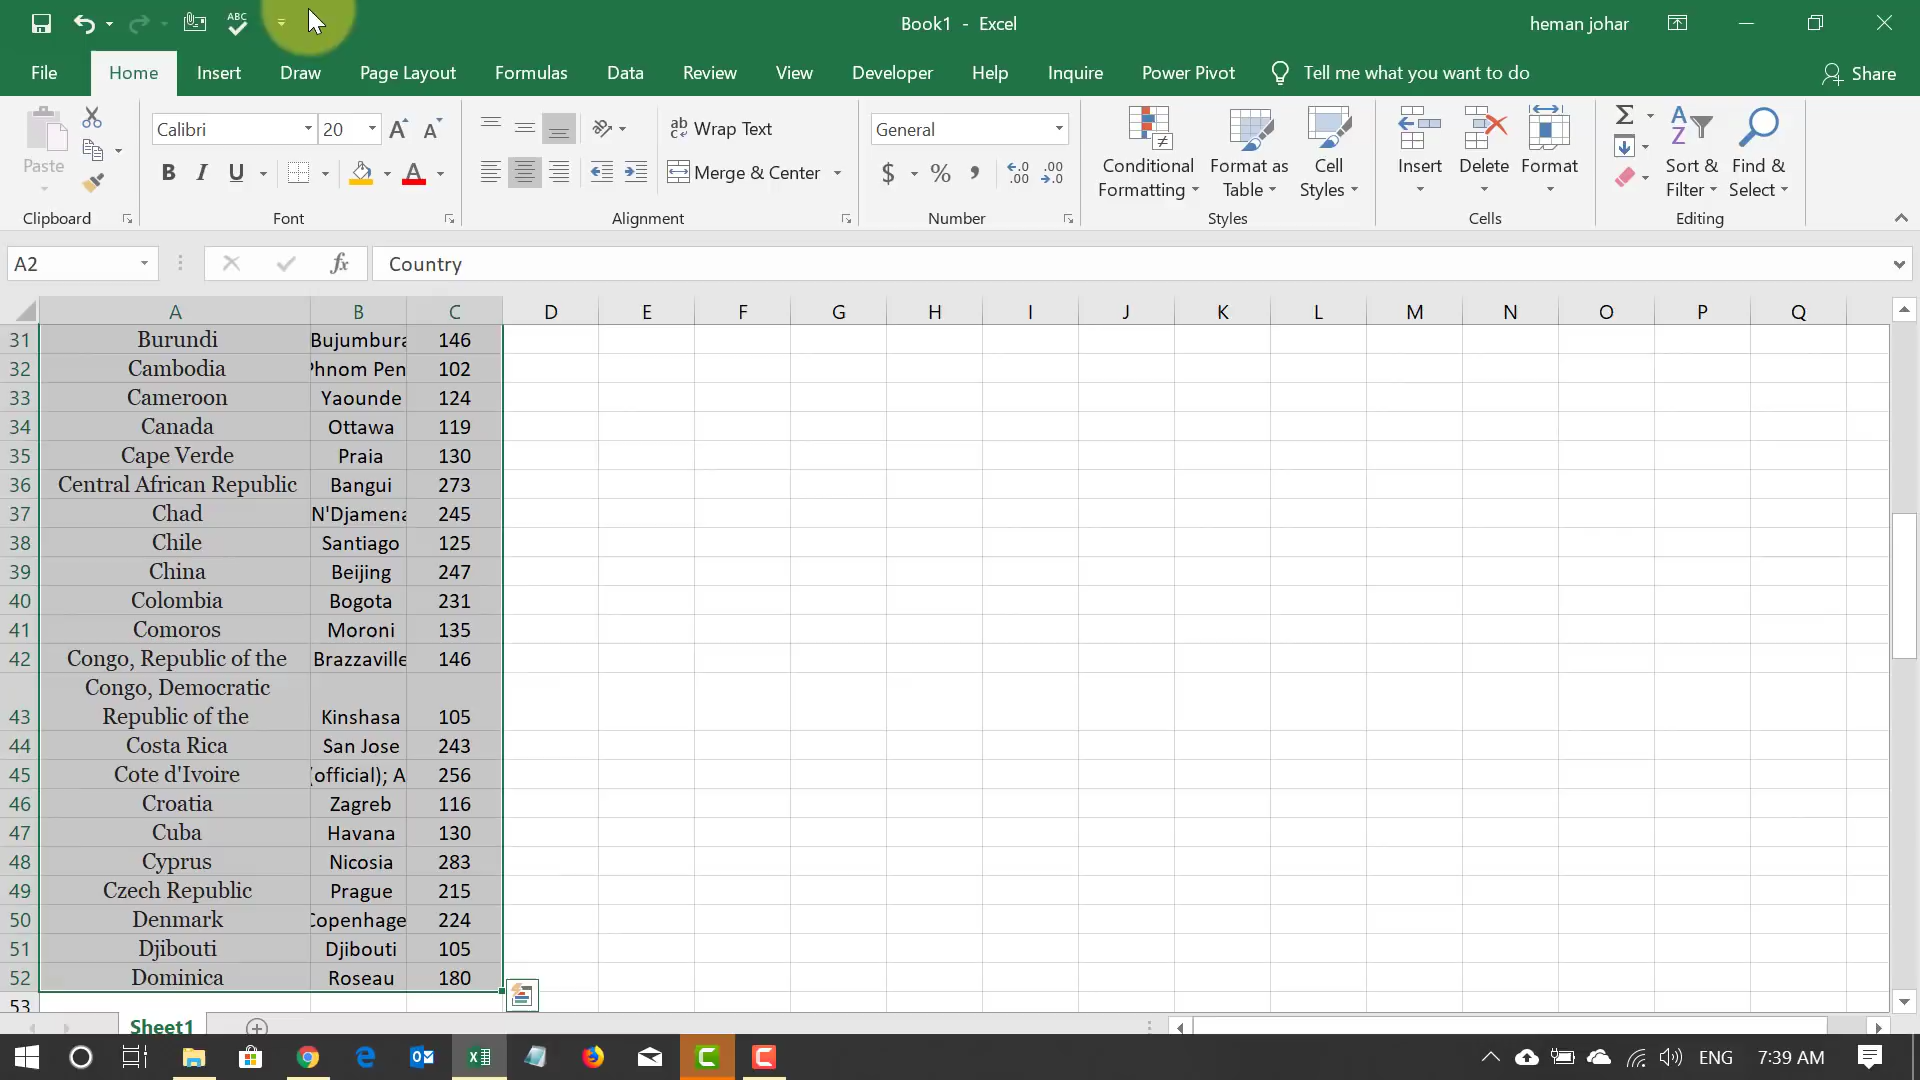 ABC
Book1 - Excel
heman johar
File Home Insert Draw Page Layout Formulas Data Review View Developer Help Inquire Power Pivot Tell me what you want to do Share
Paste
Clipboard
Calibri 20
B I U A
Font
Wrap Text
Merge & Center
Alignment
General
$ % ,
Number
Conditional Formatting
Format as Table
Cell Styles
Styles
Insert Delete Format
Cells
Sort & Filter
Find & Select
Editing
A2 fx Country
A B C D E F G H I J K L M N O P Q
31 Burundi Bujumbura 146
32 Cambodia Phnom Pen 102
33 Cameroon Yaounde 124
34 Canada Ottawa 119
35 Cape Verde Praia 130
36 Central African Republic Bangui 273
37 Chad N'Djamena 245
38 Chile Santiago 125
39 China Beijing 247
40 Colombia Bogota 231
41 Comoros Moroni 135
42 Congo, Republic of the Brazzaville 146
Congo, Democratic
43 Republic of the Kinshasa 105
44 Costa Rica San Jose 243
45 Cote d'Ivoire (official); A 256
46 Croatia Zagreb 116
47 Cuba Havana 130
48 Cyprus Nicosia 283
49 Czech Republic Prague 215
50 Denmark Copenhage 224
51 Djibouti Djibouti 105
52 Dominica Roseau 180
53
Sheet1
ENG 7:39 AM